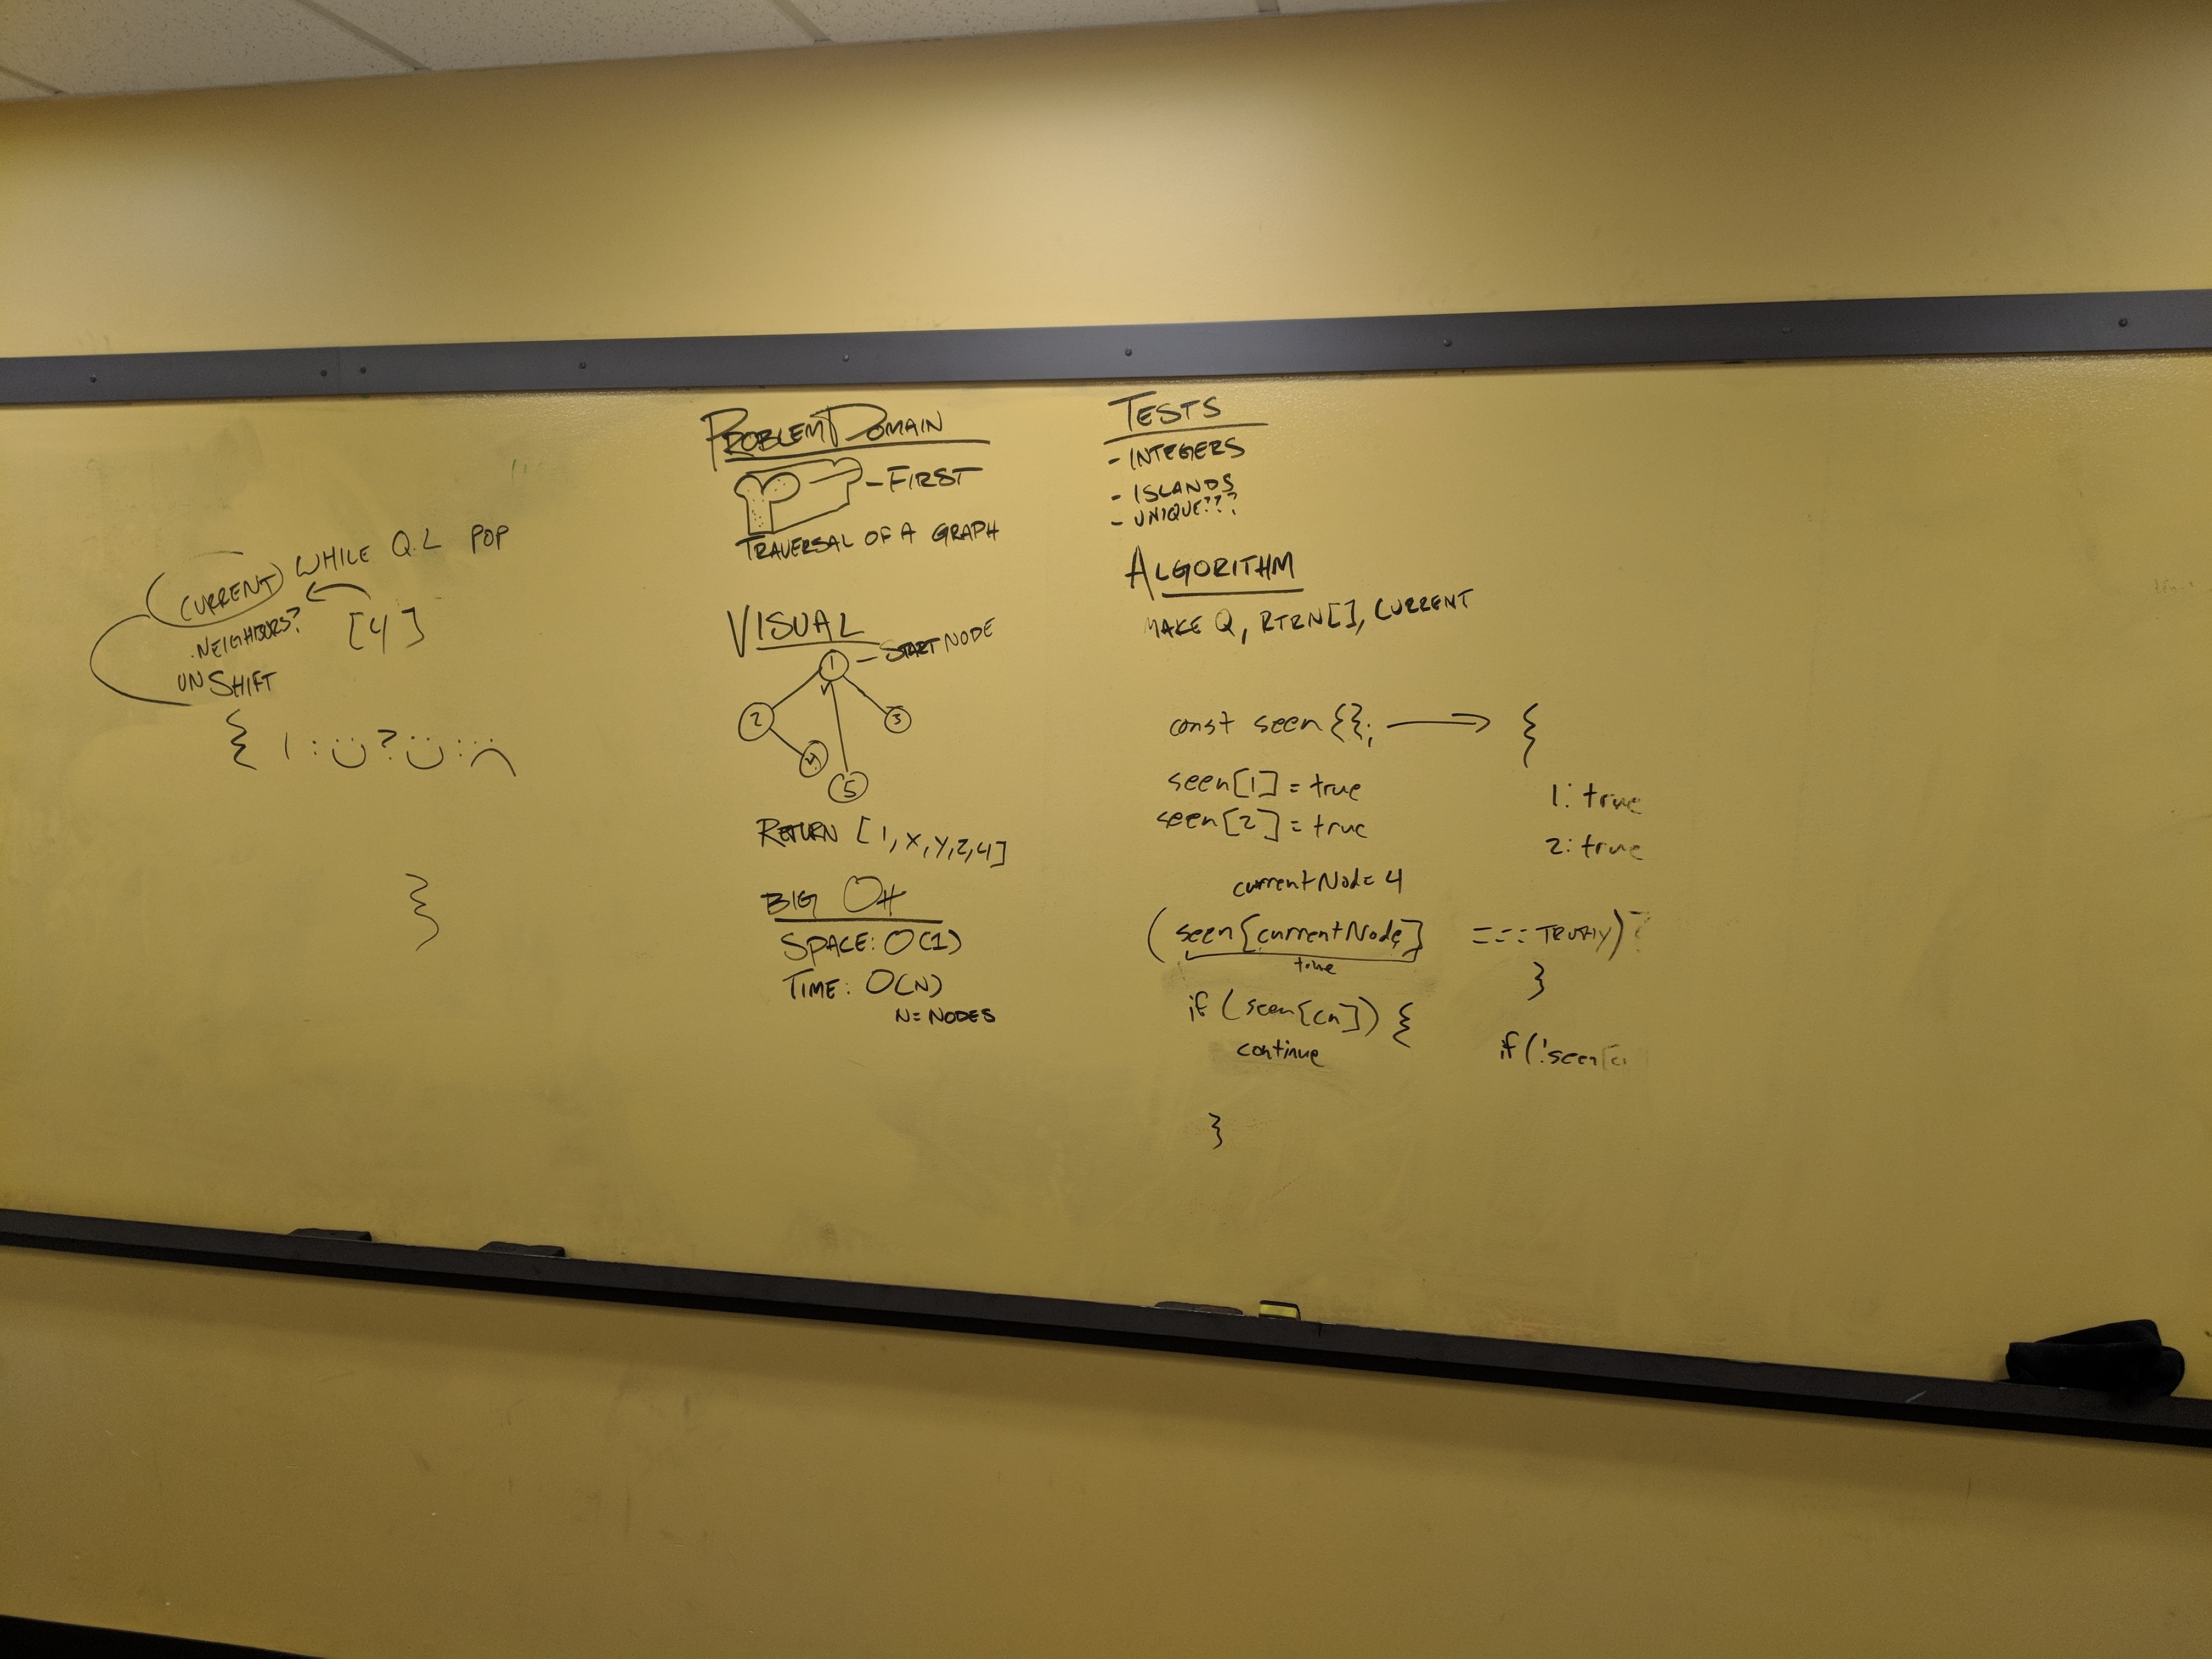 CURRENT WHILE Q.L POP
.NEIGHBOURS? [4]
UNSHIFT
{ 1 : ?  :
}
PROBLEM DOMAIN
- FIRST
TRAVERSAL OF A GRAPH
VISUAL
1 - START NODE
2 3
4
5
RETURN [1,X,Y,Z,4]
BIG OH
SPACE: O(1)
TIME: O(N)
N = NODES
TESTS
- INTEGERS
- ISLANDS
- UNIQUE???
ALGORITHM
MAKE Q, RTRN[], CURRENT
const seen {}; {
seen[1] = true 1: true
seen[2] = true 2: true
currentNode = 4
(seen[currentNode] === TRUTHY)
}
if (seen[cn]) {
continue if (!seen[
}